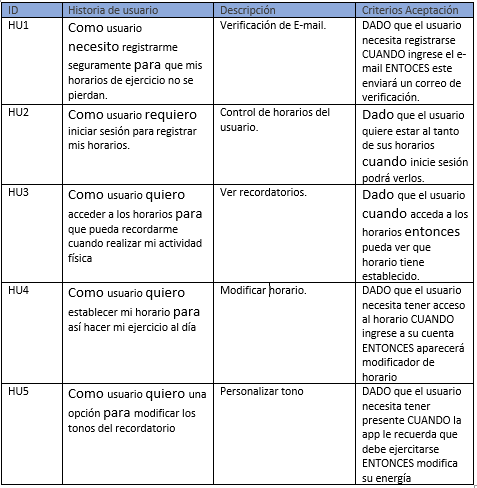 ID Historia de usuario Descripción Criterios Aceptación
HU1
Como usuario
necesito registrarme
seguramente para que mis
horarios de ejercicio no se
pierdan.
Verificación de E-mail.
DADO que el usuario
necesita registrarse
CUANDO ingrese el e-
mail ENTOCES este
enviará un correo de
verificación.
HU2
Como usuario requiero
iniciar sesión para registrar
mis horarios.
Control de horarios del
usuario.
Dado que el usuario
quiere estar al tanto
de sus horarios
cuando inicie sesión
podrá verlos.
HU3
Como usuario quiero
acceder a los horarios para
que pueda recordarme
cuando realizar mi actividad
física
Ver recordatorios.
Dado que el usuario
cuando acceda a los
horarios entonces
pueda ver que
horario tiene
establecido.
HU4
Como usuario quiero
establecer mi horario para
así hacer mi ejercicio al día
Modificar horario.
DADO que el usuario
necesita tener acceso
al horario CUANDO
ingrese a su cuenta
ENTONCES aparecerá
modificador de
horario
HU5
Como usuario quiero una
opción para modificar los
tonos del recordatorio
Personalizar tono
DADO que el usuario
necesita tener
presente CUANDO la
app le recuerda que
debe ejercitarse
ENTONCES modifica
su energía